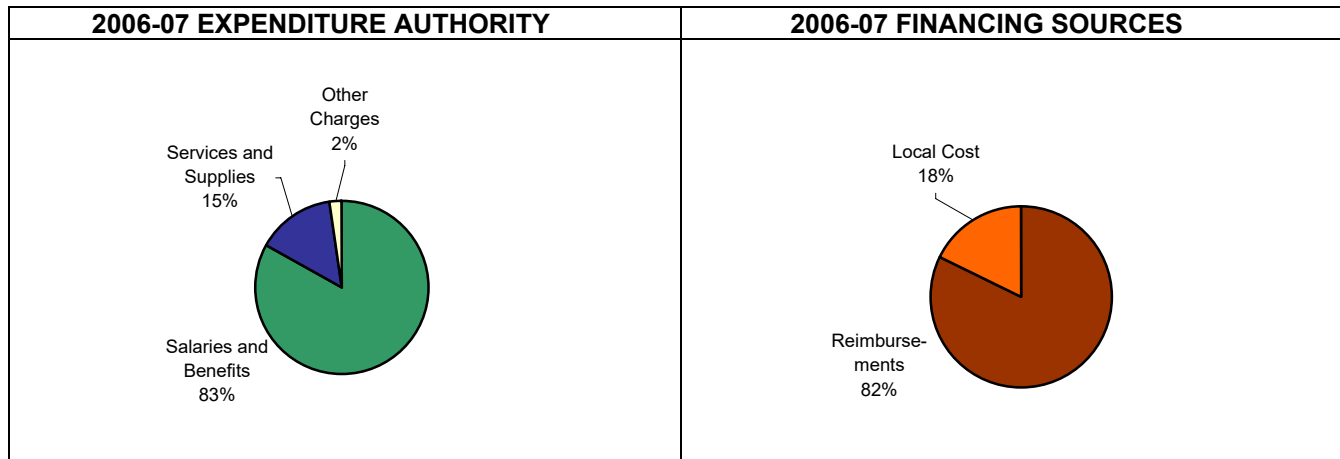 2006-07 EXPENDITURE AUTHORITY
Other
Charges
2%
Services and
Supplies
15%
Salaries and
Benefits
83%
2006-07 FINANCING SOURCES
Local Cost
18%
Reimburse-
ments
82%